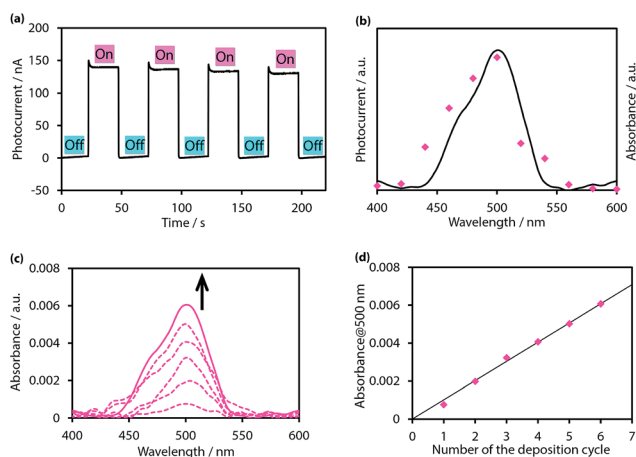 (a)
Photocurrent / nA
200
150
100
50
0
-50
On
On
On
On
Off
Off
Off
Off
0
50
100
150
200
Time / s
(b)
Photocurrent / a.u.
Absorbance / a.u.
400
450
500
550
600
Wavelength / nm
(c)
Absorbance / a.u.
0.008
0.006
0.004
0.002
0
400
450
500
550
600
Wavelength / nm
(d)
Absorbance@500 nm
0.008
0.006
0.004
0.002
0
0
1
2
3
4
5
6
7
Number of the deposition cycle